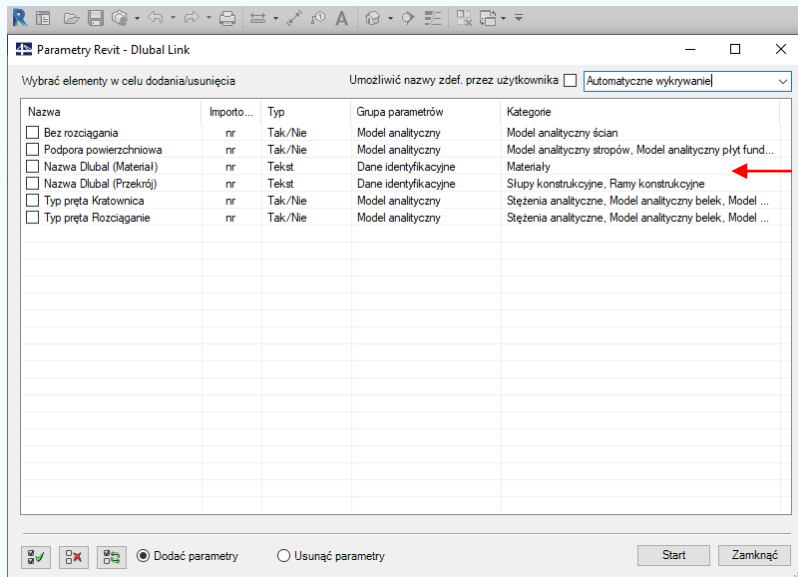 Parametry Revit - Dlubal Link
Wybrać elementy w celu dodania/usunięcia Umożliwić nazwy zdef. przez użytkownika Automatyczne wykrywanie
Nazwa Importo... Typ Grupa parametrów Kategorie
Bez rozciągania nr Tak/Nie Model analityczny Model analityczny ścian
Podpora powierzchniowa nr Tak/Nie Model analityczny Model analityczny stropów, Model analityczny płyt fund...
Nazwa Dlubal (Materiał) nr Tekst Dane identyfikacyjne Materiały
Nazwa Dlubal (Przekrój) nr Tekst Dane identyfikacyjne Słupy konstrukcyjne, Ramy konstrukcyjne
Typ pręta Kratownica nr Tak/Nie Model analityczny Stężenia analityczne, Model analityczny belek, Model ...
Typ pręta Rozciąganie nr Tak/Nie Model analityczny Stężenia analityczne, Model analityczny belek, Model ...
Dodać parametry Usunąć parametry Start Zamknąć